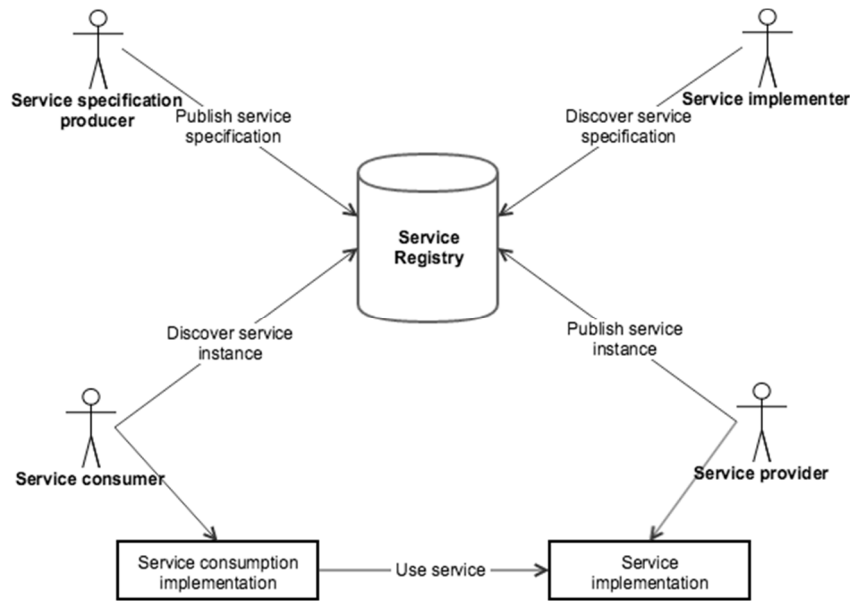 Service specification
producer
Service implementer
Publish service
specification
Discover service
specification
Service
Registry
Discover service
instance
Publish service
instance
Service consumer
Service provider
Service consumption
implementation
Use service
Service
implementation